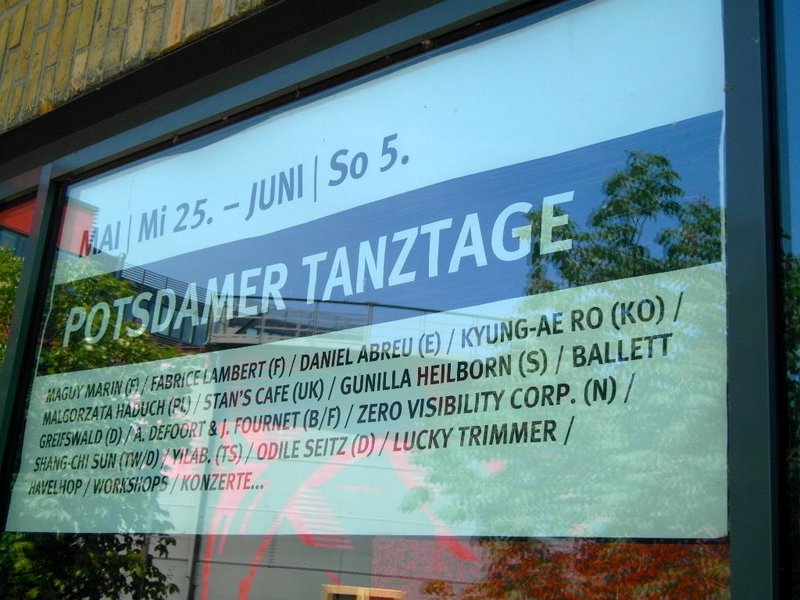 MAI | Mi 25. – JUNI | So 5.
POTSDAMER TANZTAGE
MAGUY MARIN (F) / FABRICE LAMBERT (F) / DANIEL ABREU (E) / KYUNG-AE RO (KO) /
MALGORZATA HADUCH (PL) / STAN'S CAFE (UK) / GUNILLA HEILBORN (S) / BALLETT
GREIFSWALD (D) / A. DEFOORT & J. FOURNET (B/F) / ZERO VISIBILITY CORP. (N) /
SHANG-CHI SUN (TW/D) / YILAB. (TS) / ODILE SEITZ (D) / LUCKY TRIMMER /
HAVELHOP / WORKSHOPS / KONZERTE...